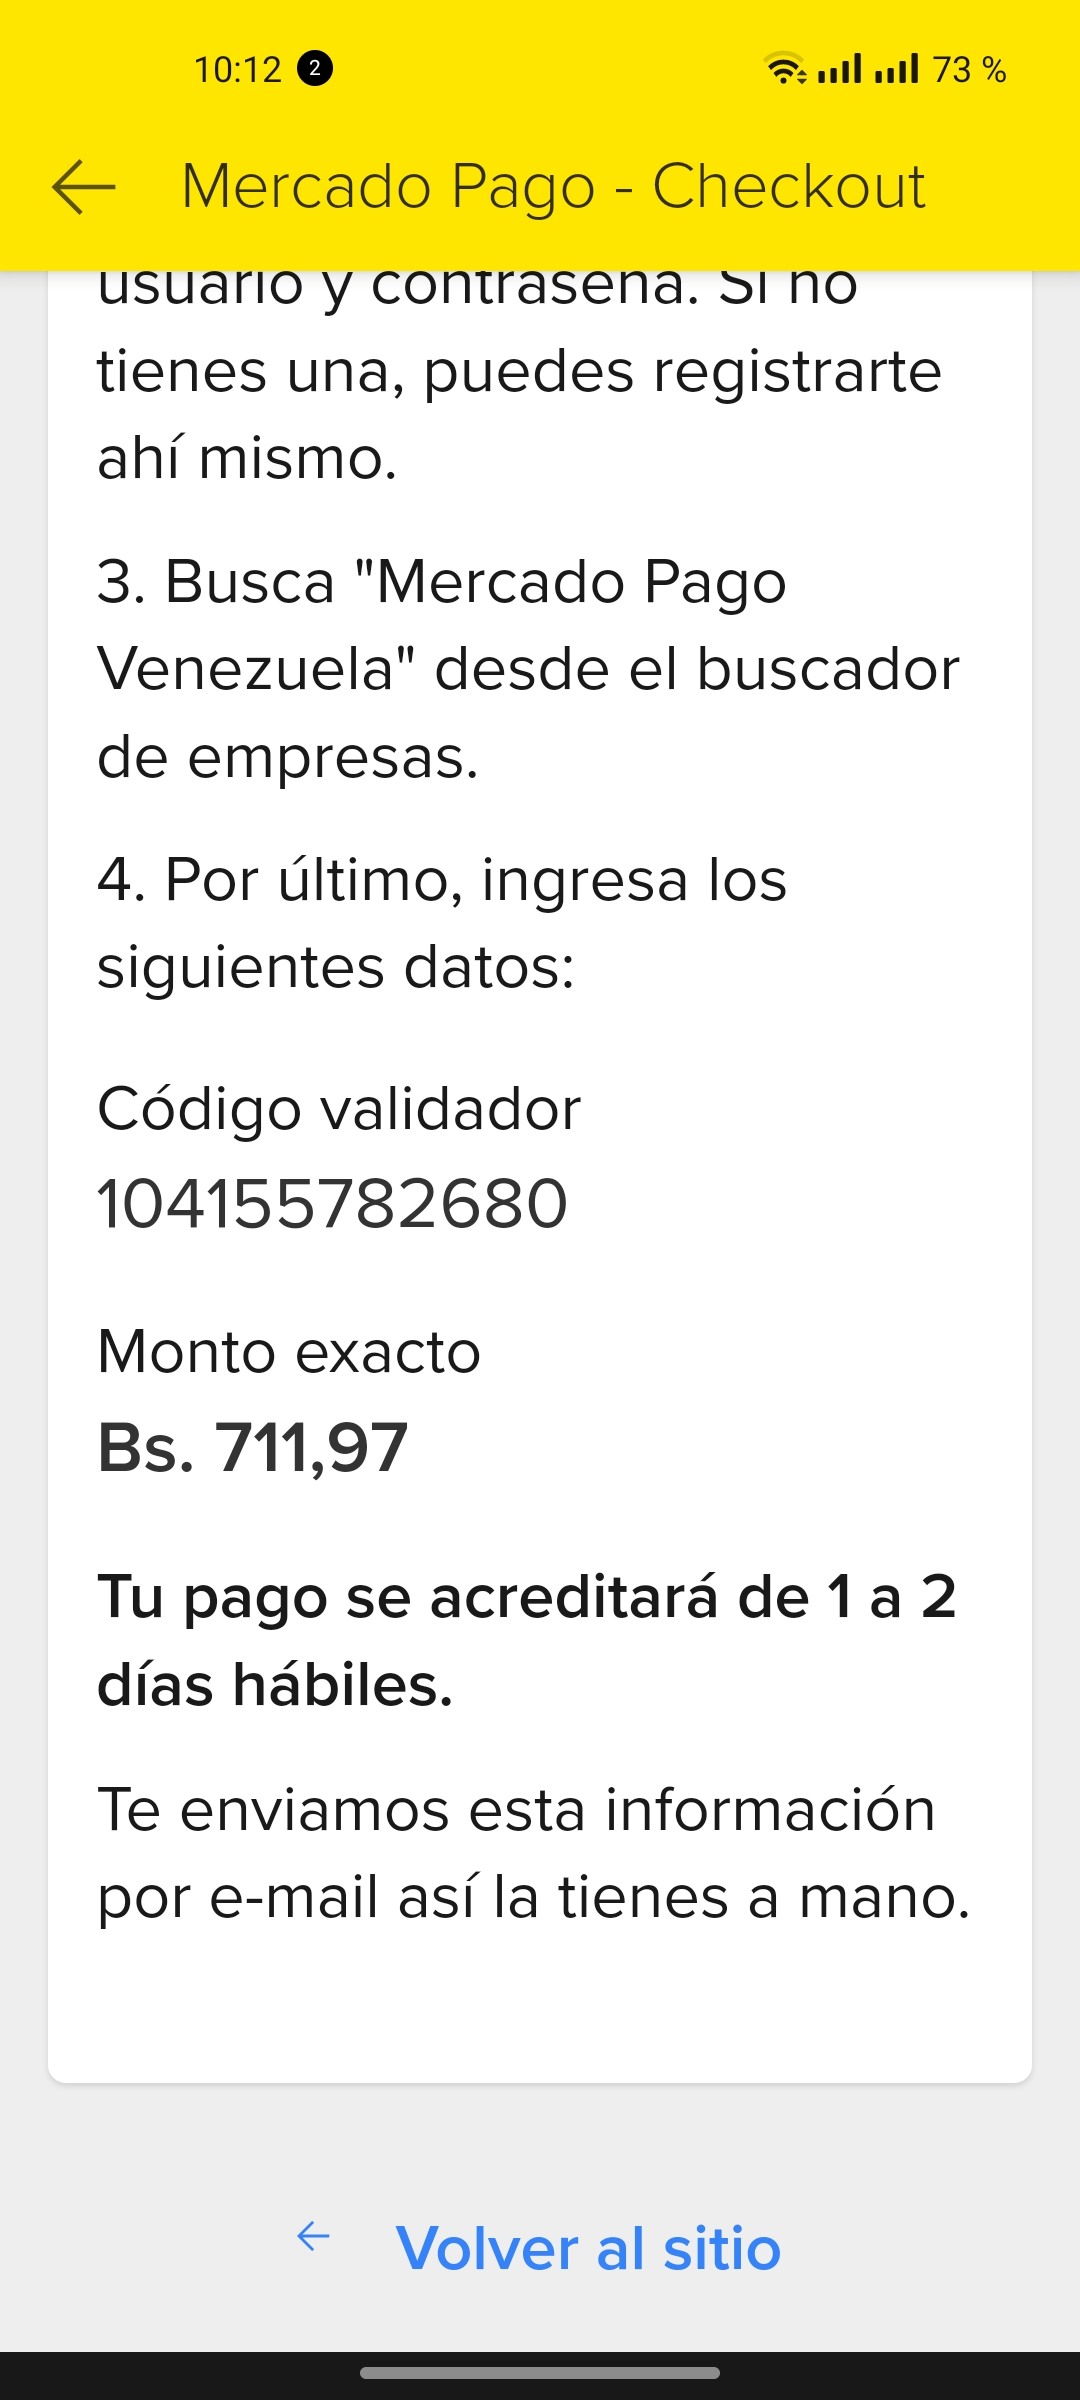 10:12 2 73 %
Mercado Pago - Checkout
usuario y contraseña. Si no
tienes una, puedes registrarte
ahí mismo.
3. Busca "Mercado Pago
Venezuela" desde el buscador
de empresas.
4. Por último, ingresa los
siguientes datos:
Código validador
104155782680
Monto exacto
Bs. 711,97
Tu pago se acreditará de 1 a 2
días hábiles.
Te enviamos esta información
por e-mail así la tienes a mano.
Volver al sitio